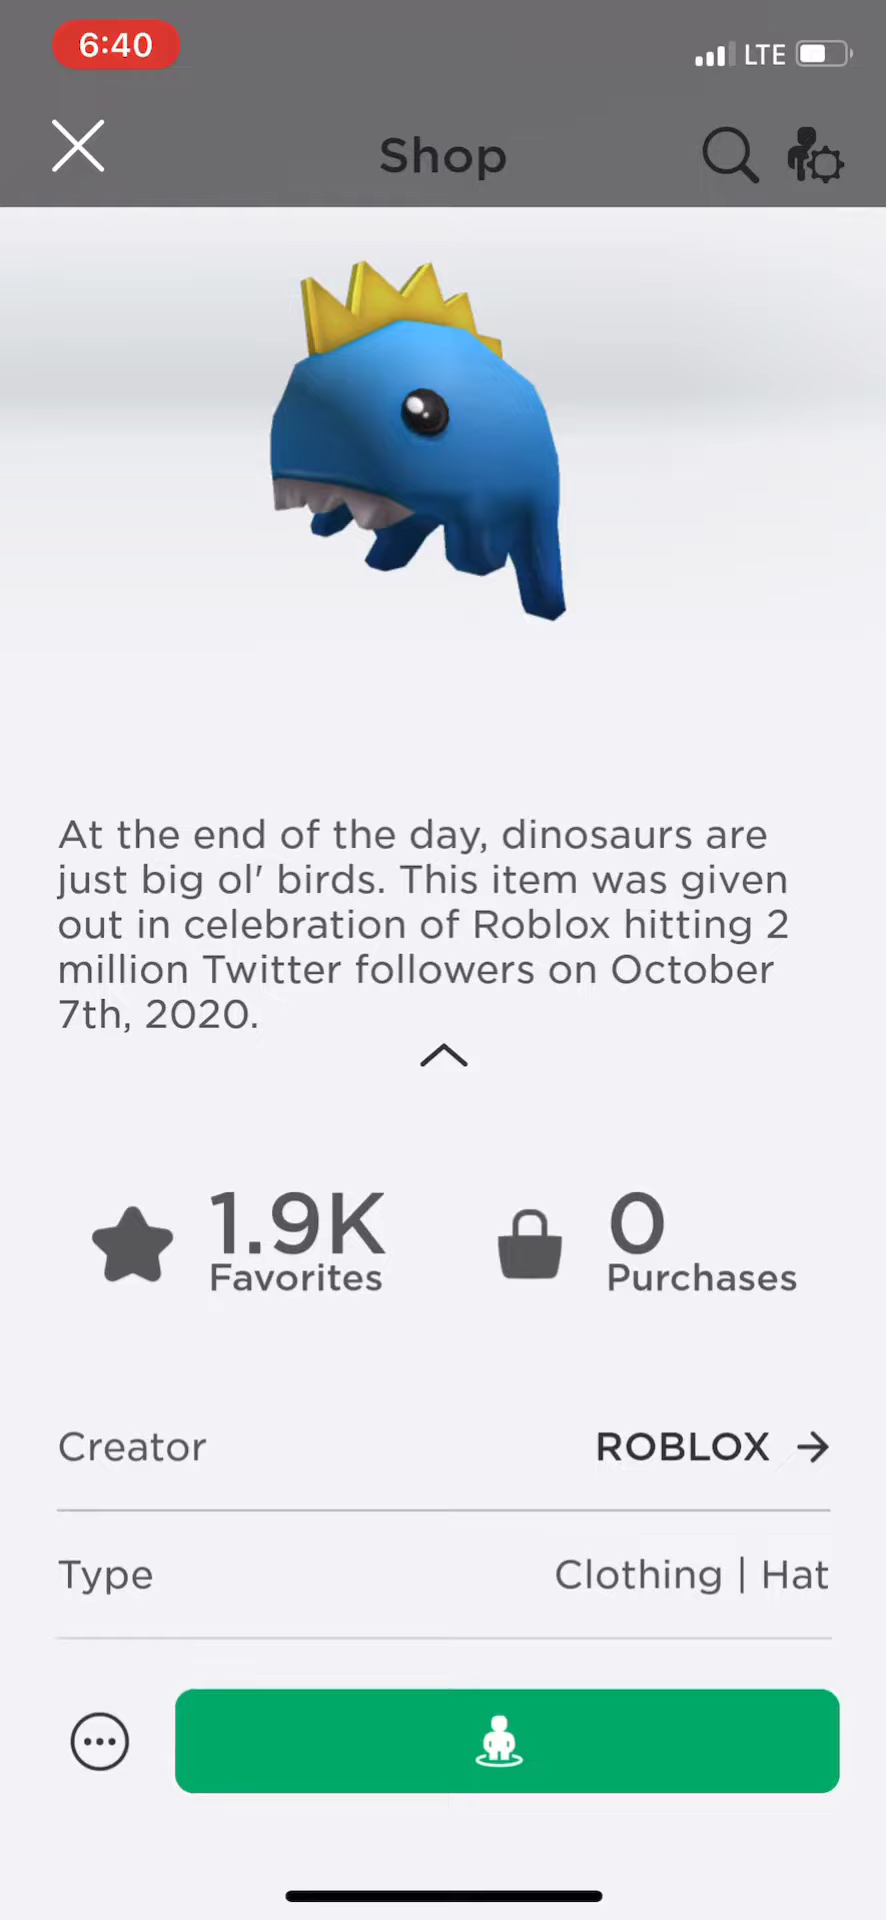 6:40
LTE
Shop
At the end of the day, dinosaurs are
just big ol' birds. This item was given
out in celebration of Roblox hitting 2
million Twitter followers on October
7th, 2020.
1.9K
Favorites
0
Purchases
Creator
ROBLOX
Type
Clothing | Hat